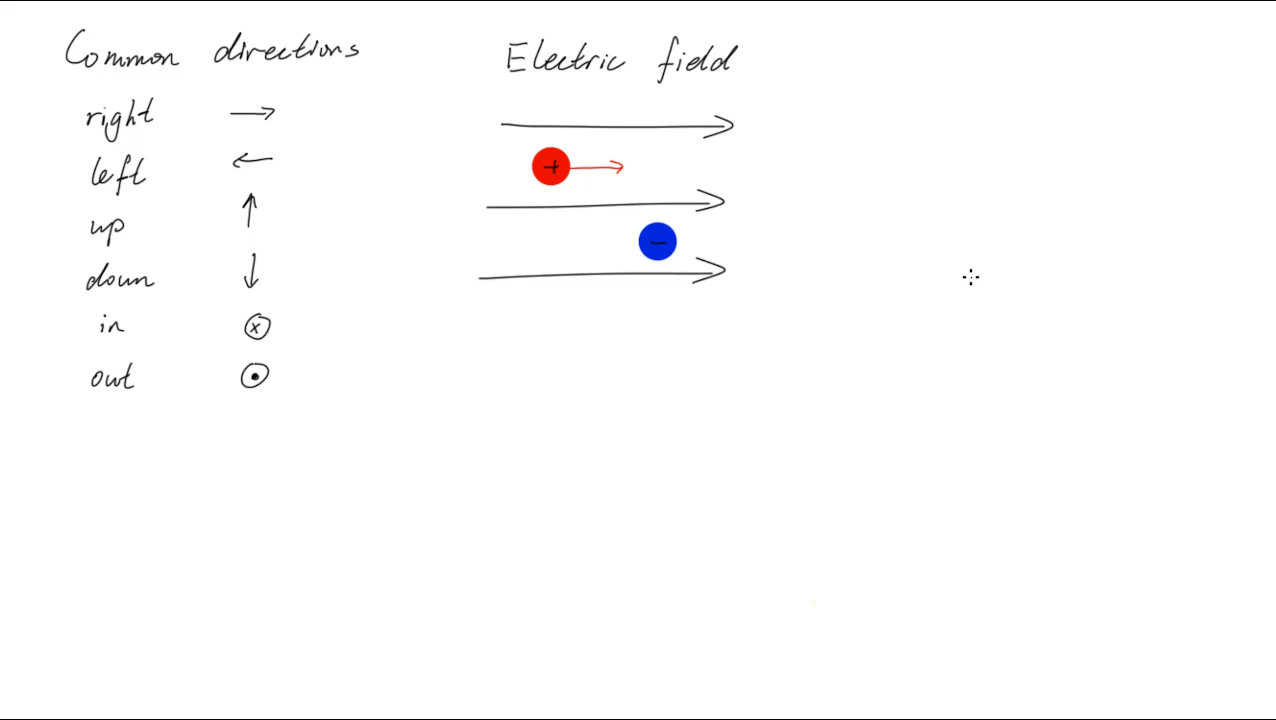 Common directions
right →
left ←
up ↑
down ↓
in ⊗
out ⊙
Electric field
+
−